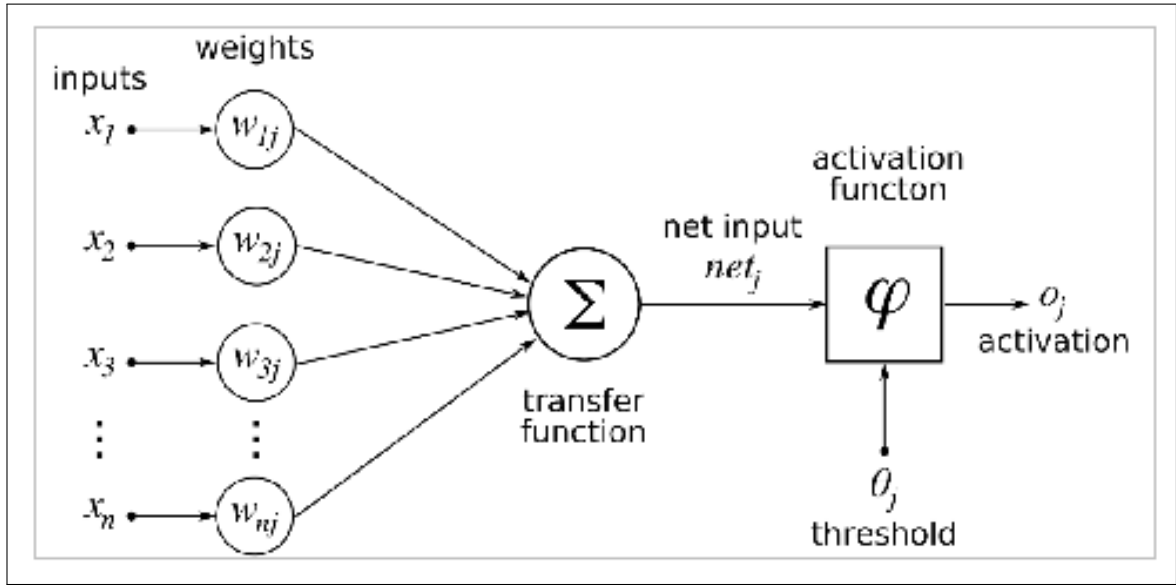 weights
inputs
x1 w1j
activation
functon
x2 w2j
net input
netj
Σ
φ
oj
activation
x3 w3j
transfer
function
⋮ ⋮
xn wnj
θj
threshold